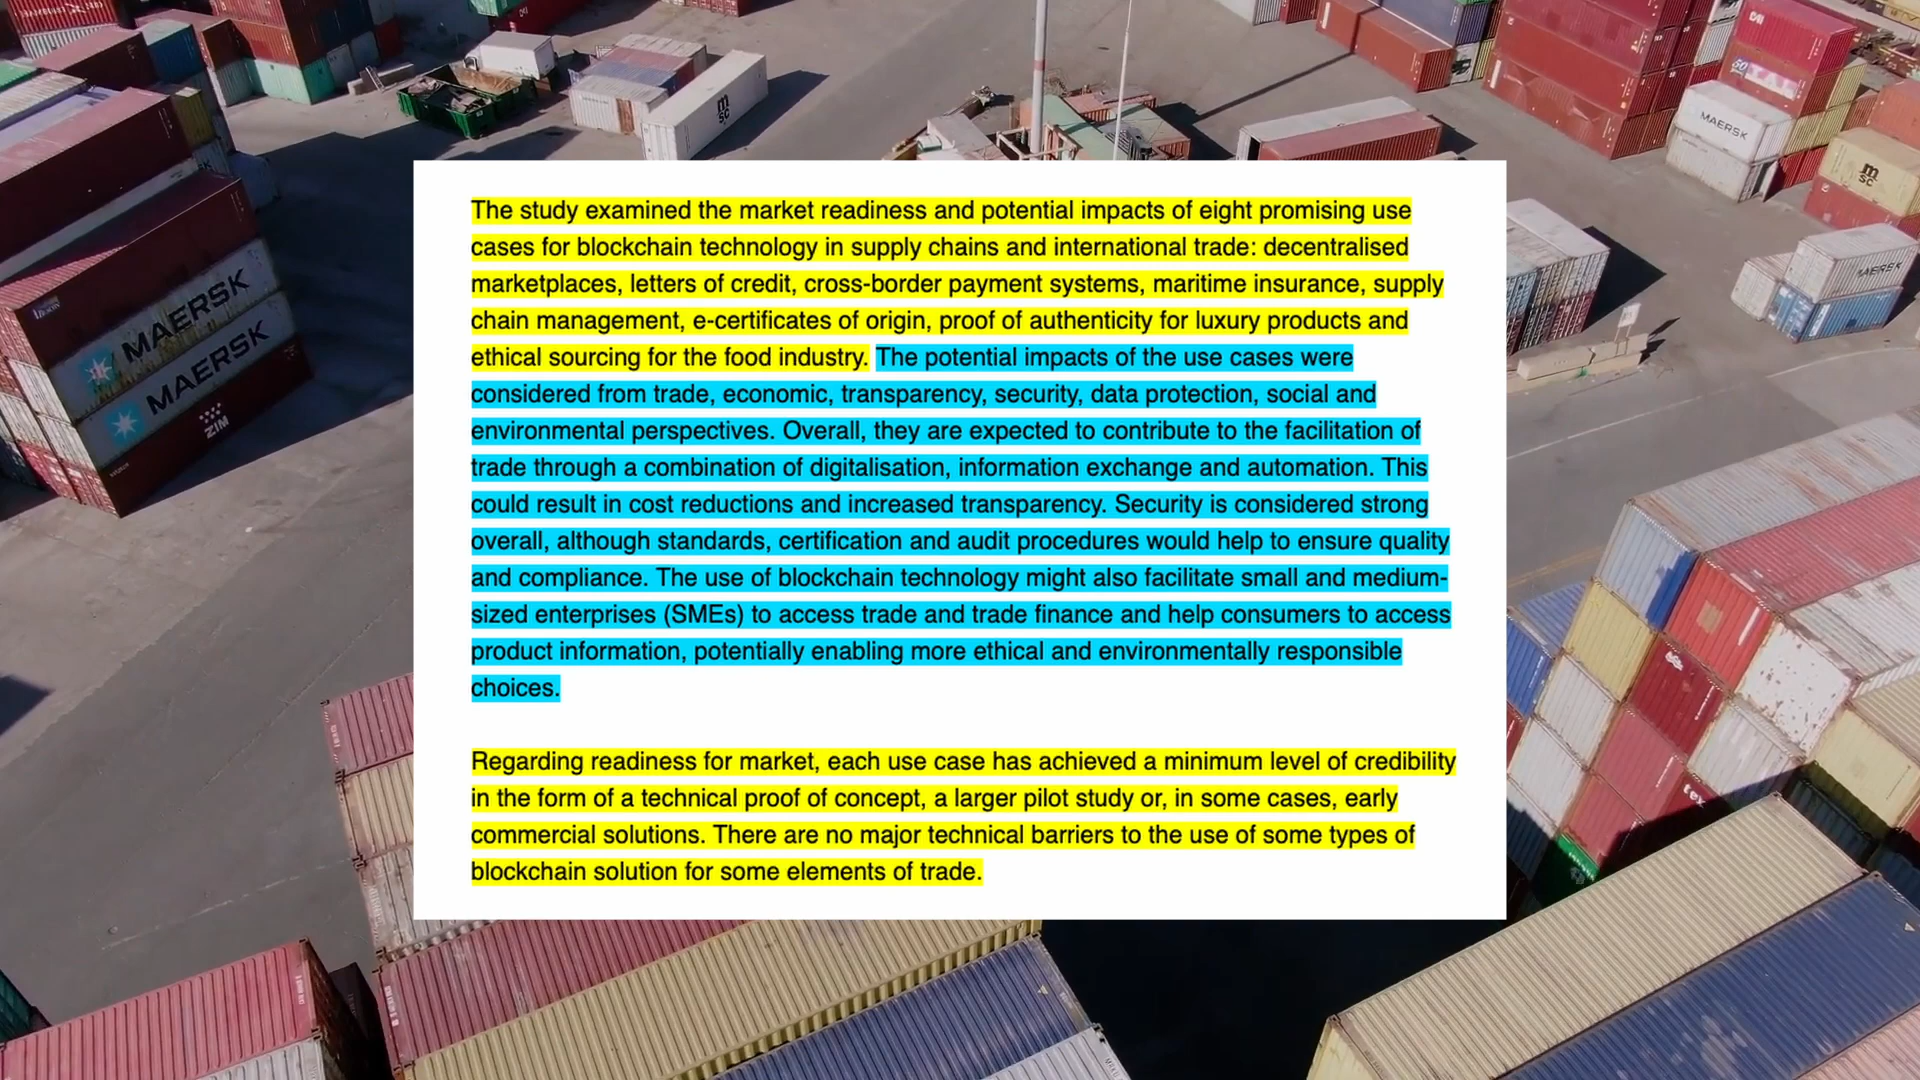 MAERSK
MAERSK
ZIM
m
SC
MAERSK
m
SC
MAERSK
The study examined the market readiness and potential impacts of eight promising use
cases for blockchain technology in supply chains and international trade: decentralised
marketplaces, letters of credit, cross-border payment systems, maritime insurance, supply
chain management, e-certificates of origin, proof of authenticity for luxury products and
ethical sourcing for the food industry. The potential impacts of the use cases were
considered from trade, economic, transparency, security, data protection, social and
environmental perspectives. Overall, they are expected to contribute to the facilitation of
trade through a combination of digitalisation, information exchange and automation. This
could result in cost reductions and increased transparency. Security is considered strong
overall, although standards, certification and audit procedures would help to ensure quality
and compliance. The use of blockchain technology might also facilitate small and medium-
sized enterprises (SMEs) to access trade and trade finance and help consumers to access
product information, potentially enabling more ethical and environmentally responsible
choices.
Regarding readiness for market, each use case has achieved a minimum level of credibility
in the form of a technical proof of concept, a larger pilot study or, in some cases, early
commercial solutions. There are no major technical barriers to the use of some types of
blockchain solution for some elements of trade.
tex